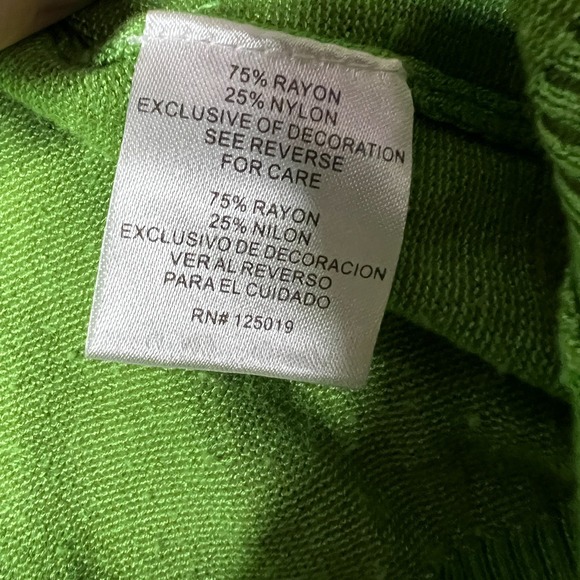 75% RAYON
25% NYLON
EXCLUSIVE OF DECORATION
SEE REVERSE
FOR CARE
75% RAYON
25% NILON
EXCLUSIVO DE DECORACION
VER AL REVERSO
PARA EL CUIDADO
RN# 125019